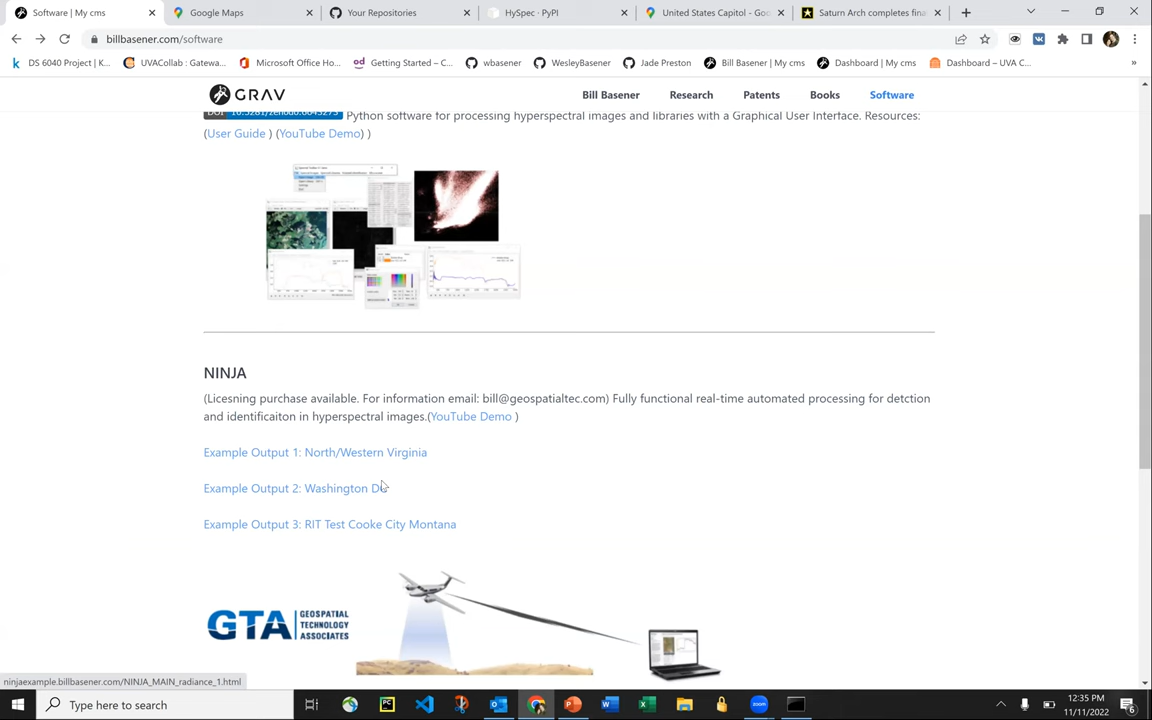 Software | My cms
Google Maps
Your Repositories
HySpec · PyPI
United States Capitol - Goo
Saturn Arch completes fina
billbasener.com/software
DS 6040 Project | K...
UVACollab : Gatewa...
Microsoft Office Ho...
Getting Started – C...
wbasener
WesleyBasener
Jade Preston
Bill Basener | My cms
Dashboard | My cms
Dashboard – UVA C...
»
GRAV
Bill Basener
Research
Patents
Books
Software
DOI 10.5281/zenodo.6643275 Python software for processing hyperspectral images and libraries with a Graphical User Interface. Resources:
(User Guide ) (YouTube Demo) )
NINJA
(Licesning purchase available. For information email: bill@geospatialtec.com) Fully functional real-time automated processing for detction
and identificaiton in hyperspectral images.(YouTube Demo )
Example Output 1: North/Western Virginia
Example Output 2: Washington DC
Example Output 3: RIT Test Cooke City Montana
GTA
GEOSPATIAL
TECHNOLOGY
ASSOCIATES
ninjaexample.billbasener.com/NINJA_MAIN_radiance_1.html
Type here to search
12:35 PM
11/11/2022
6